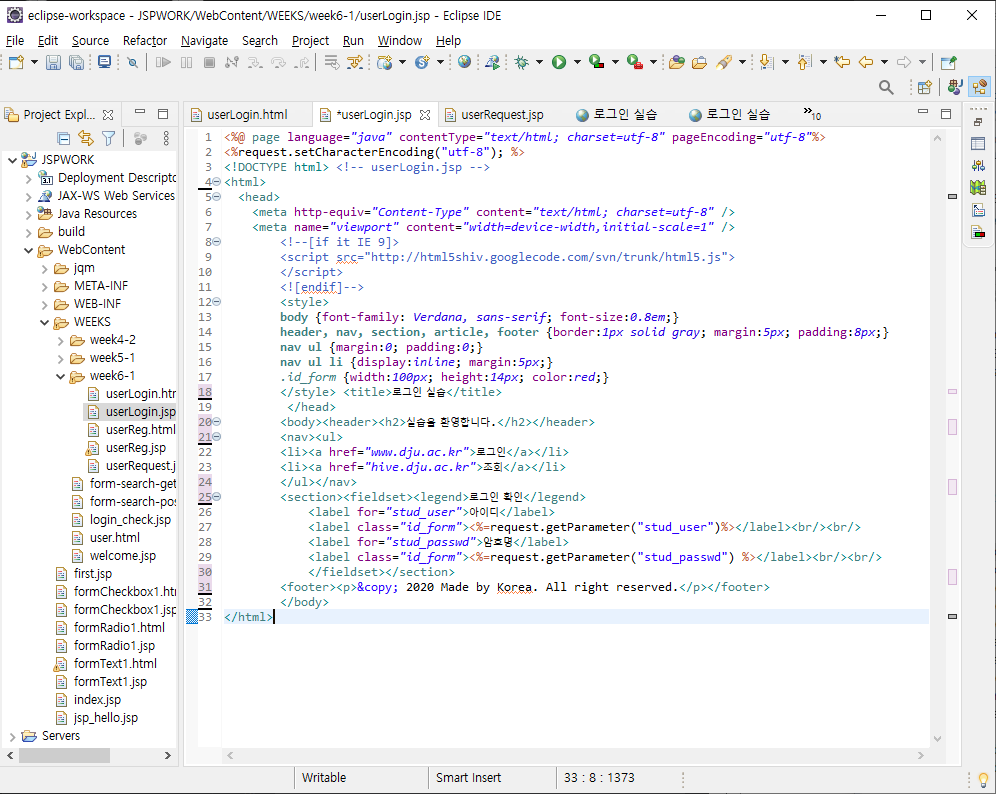 eclipse-workspace - JSPWORK/WebContent/WEEKS/week6-1/userLogin.jsp - Eclipse IDE
File Edit Source Refactor Navigate Search Project Run Window Help
Project Expl...
userLogin.html *userLogin.jsp userRequest.jsp 로그인 실습 로그인 실습 »10
JSPWORK
Deployment Descripto
JAX-WS Web Services
Java Resources
build
WebContent
jqm
META-INF
WEB-INF
WEEKS
week4-2
week5-1
week6-1
userLogin.htr
userLogin.jsp
userReg.html
userReg.jsp
userRequest.j
form-search-get
form-search-pos
login_check.jsp
user.html
welcome.jsp
first.jsp
formCheckbox1.htr
formCheckbox1.jsp
formRadio1.html
formRadio1.jsp
formText1.html
formText1.jsp
index.jsp
jsp_hello.jsp
Servers
1 <%@ page language="java" contentType="text/html; charset=utf-8" pageEncoding="utf-8"%>
2 <%request.setCharacterEncoding("utf-8"); %>
3 <!DOCTYPE html> <!-- userLogin.jsp -->
4 <html>
5 <head>
6 <meta http-equiv="Content-Type" content="text/html; charset=utf-8" />
7 <meta name="viewport" content="width=device-width,initial-scale=1" />
8 <!--[if it IE 9]>
9 <script src="http://html5shiv.googlecode.com/svn/trunk/html5.js">
10 </script>
11 <![endif]-->
12 <style>
13 body {font-family: Verdana, sans-serif; font-size:0.8em;}
14 header, nav, section, article, footer {border:1px solid gray; margin:5px; padding:8px;}
15 nav ul {margin:0; padding:0;}
16 nav ul li {display:inline; margin:5px;}
17 .id_form {width:100px; height:14px; color:red;}
18 </style> <title>로그인 실습</title>
19 </head>
20 <body><header><h2>실습을 환영합니다.</h2></header>
21 <nav><ul>
22 <li><a href="www.dju.ac.kr">로그인</a></li>
23 <li><a href="hive.dju.ac.kr">조회</a></li>
24 </ul></nav>
25 <section><fieldset><legend>로그인 확인</legend>
26 <label for="stud_user">아이디</label>
27 <label class="id_form"><%=request.getParameter("stud_user")%></label><br/><br/>
28 <label for="stud_passwd">암호명</label>
29 <label class="id_form"><%=request.getParameter("stud_passwd") %></label><br/><br/>
30 </fieldset></section>
31 <footer><p>&copy; 2020 Made by Korea. All right reserved.</p></footer>
32 </body>
33 </html>
Writable Smart Insert 33 : 8 : 1373